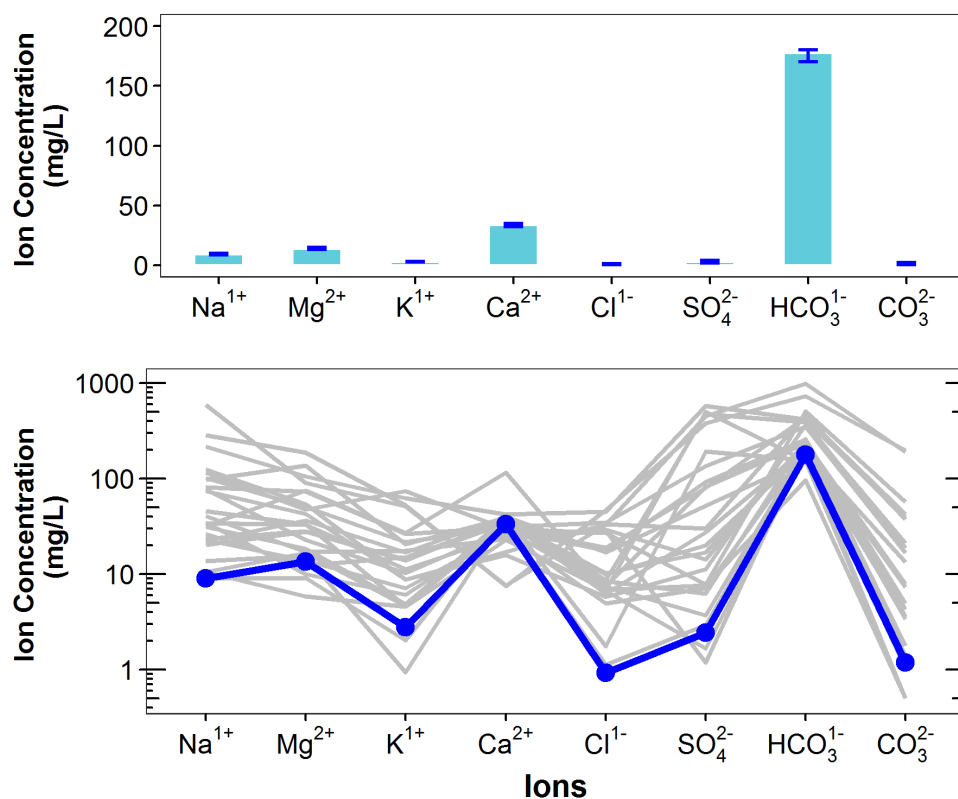 Ion Concentration
(mg/L)
200
150
100
50
0
Na¹⁺ Mg²⁺ K¹⁺ Ca²⁺ Cl¹⁻ SO₄²⁻ HCO₃¹⁻ CO₃²⁻
Ion Concentration
(mg/L)
1000
100
10
1
Na¹⁺ Mg²⁺ K¹⁺ Ca²⁺ Cl¹⁻ SO₄²⁻ HCO₃¹⁻ CO₃²⁻
Ions